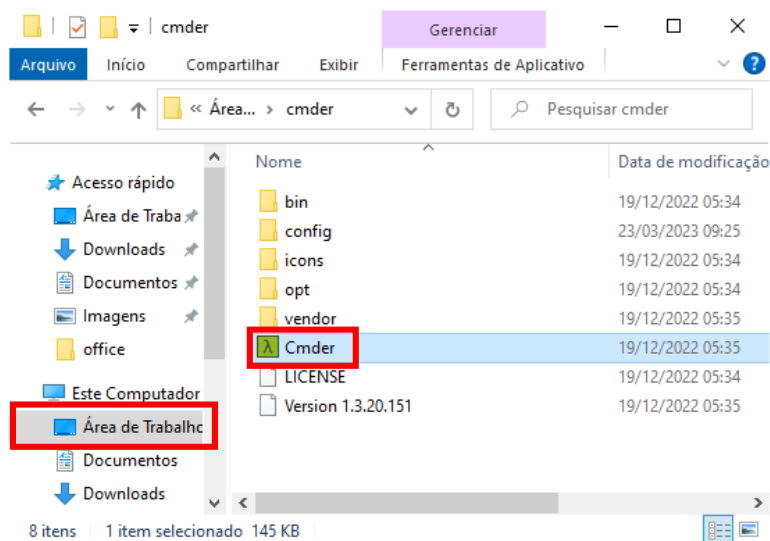 cmder
Gerenciar
Arquivo Início Compartilhar Exibir Ferramentas de Aplicativo
« Área... > cmder Pesquisar cmder
Nome Data de modificação
Acesso rápido
Área de Traba
Downloads
Documentos
Imagens
office
Este Computador
Área de Trabalho
Documentos
Downloads
bin 19/12/2022 05:34
config 23/03/2023 09:25
icons 19/12/2022 05:34
opt 19/12/2022 05:34
vendor 19/12/2022 05:35
λ Cmder 19/12/2022 05:35
LICENSE 19/12/2022 05:34
Version 1.3.20.151 19/12/2022 05:35
8 itens 1 item selecionado 145 KB